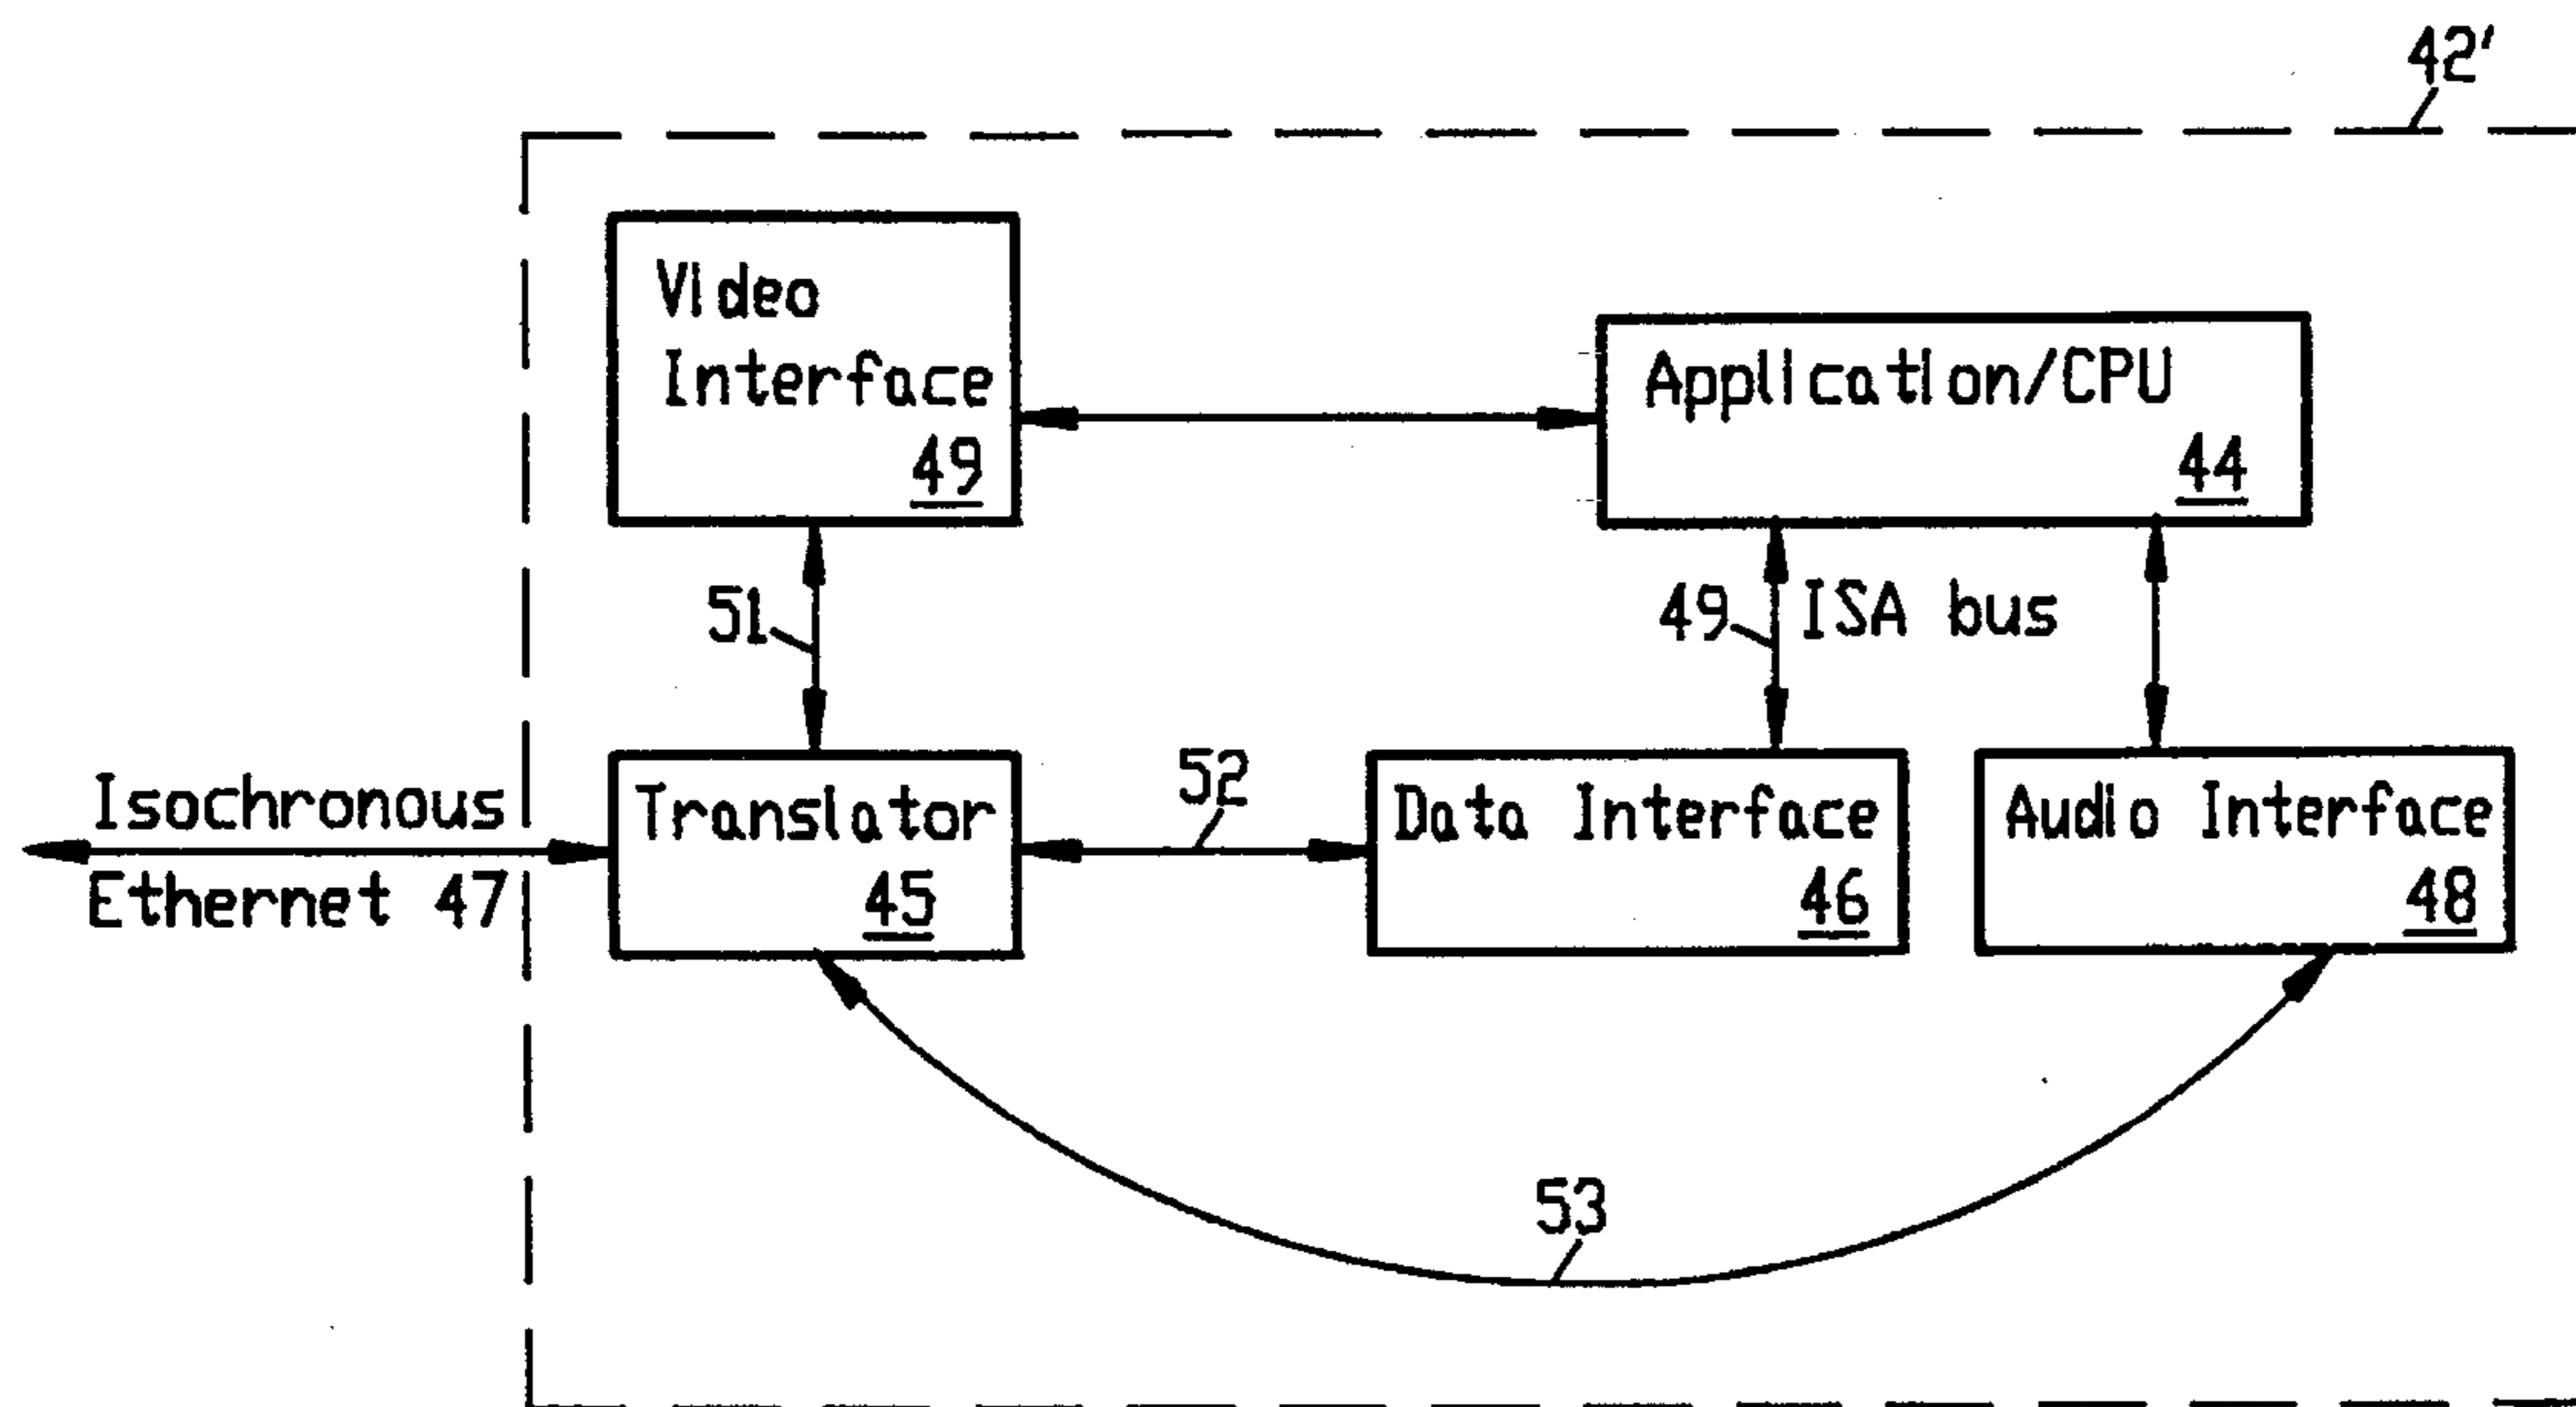 42'
Video
Interface
49
Application/CPU
44
51
49
ISA bus
Isochronous
Ethernet 47
Translator
45
52
Data Interface
46
Audio Interface
48
53